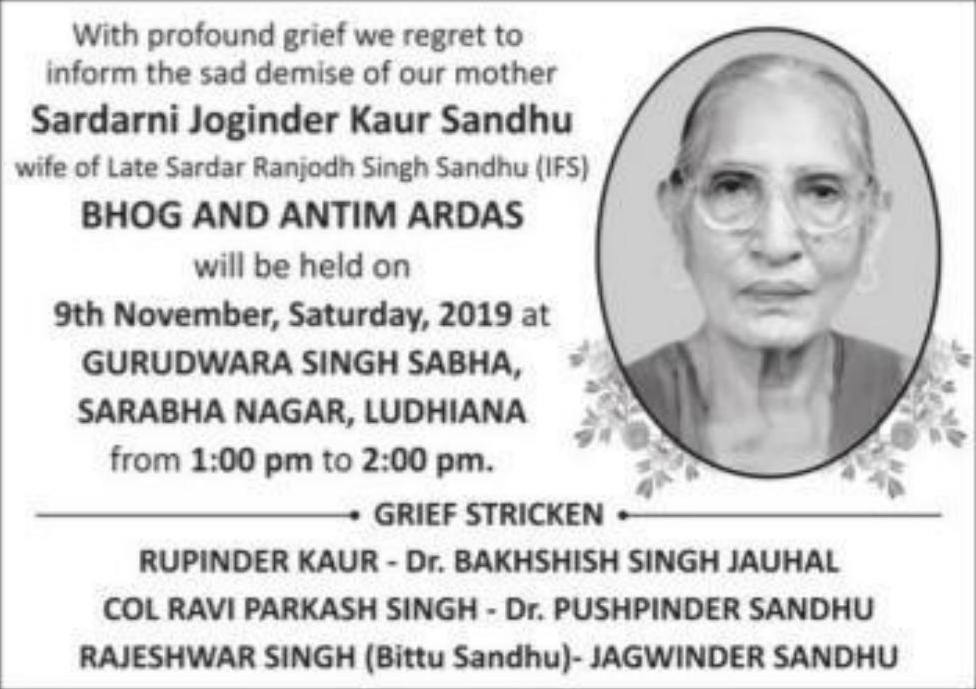 With profound grief we regret to
inform the sad demise of our mother
Sardarni Joginder Kaur Sandhu
wife of Late Sardar Ranjodh Singh Sandhu (IFS)
BHOG AND ANTIM ARDAS
will be held on
9th November, Saturday, 2019 at
GURUDWARA SINGH SABHA,
SARABHA NAGAR, LUDHIANA
from 1:00 pm to 2:00 pm.
GRIEF STRICKEN
RUPINDER KAUR - Dr. BAKHSHISH SINGH JAUHAL
COL RAVI PARKASH SINGH - Dr. PUSHPINDER SANDHU
RAJESHWAR SINGH (Bittu Sandhu)- JAGWINDER SANDHU